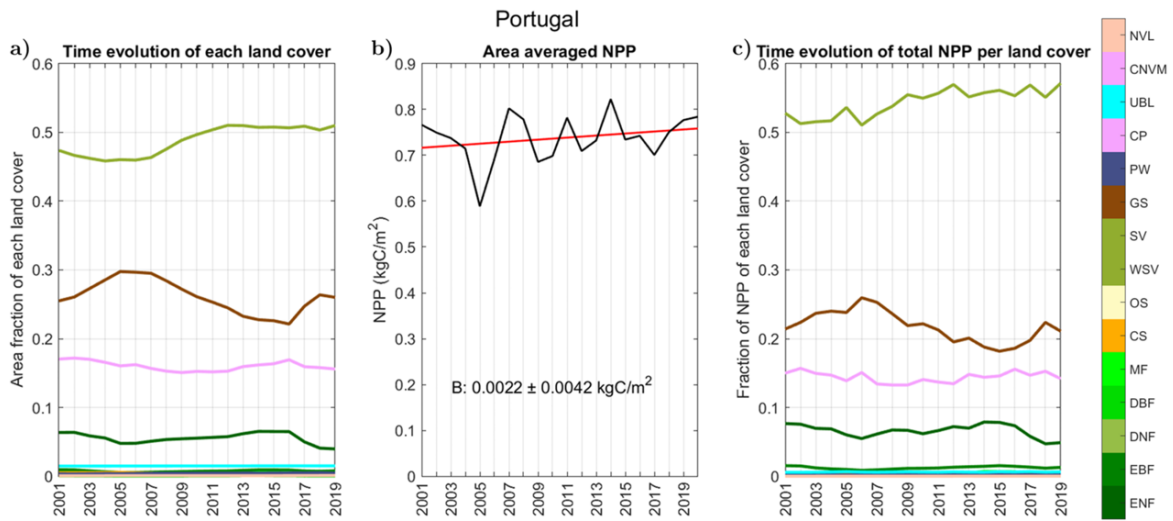 Portugal
a)
Time evolution of each land cover
Area fraction of each land cover
0.6
0.5
0.4
0.3
0.2
0.1
0
2001
2003
2005
2007
2009
2011
2013
2015
2017
2019
b)
Area averaged NPP
NPP (kgC/m²)
0.9
0.8
0.7
0.6
0.5
0.4
0.3
0.2
0.1
0
B: 0.0022 ± 0.0042 kgC/m²
2001
2003
2005
2007
2009
2011
2013
2015
2017
2019
c)
Time evolution of total NPP per land cover
Fraction of NPP of each land cover
0.6
0.5
0.4
0.3
0.2
0.1
0
2001
2003
2005
2007
2009
2011
2013
2015
2017
2019
NVL
CNVM
UBL
CP
PW
GS
SV
WSV
OS
CS
MF
DBF
DNF
EBF
ENF